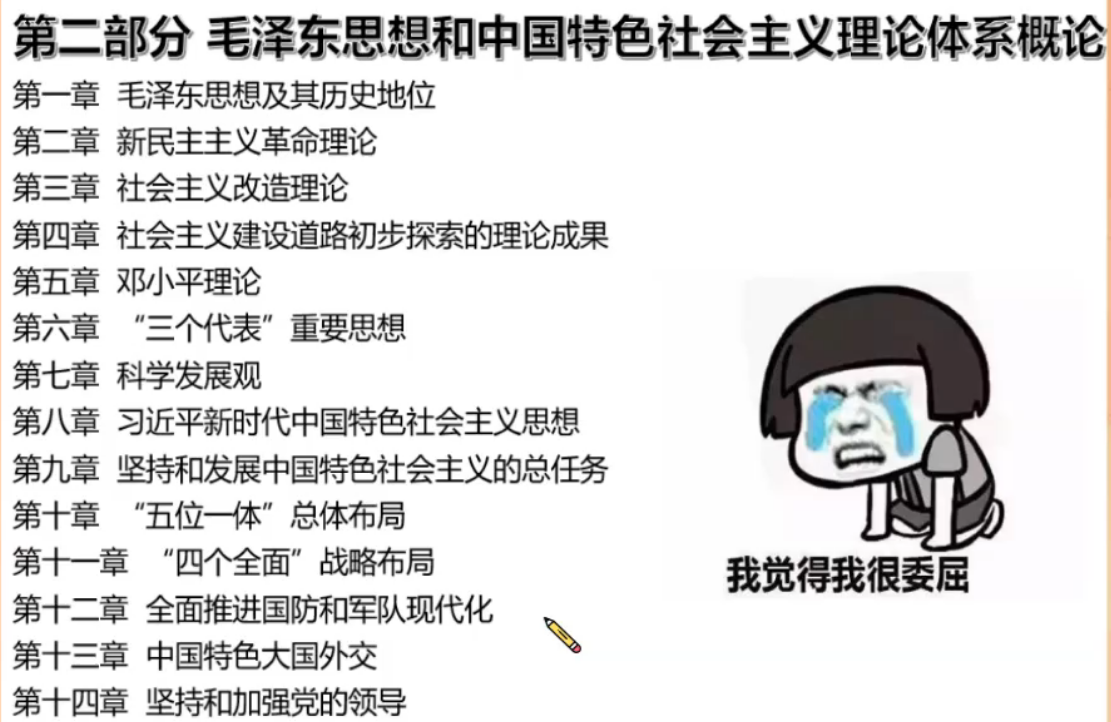 第二部分 毛泽东思想和中国特色社会主义理论体系概论
第一章 毛泽东思想及其历史地位
第二章 新民主主义革命理论
第三章 社会主义改造理论
第四章 社会主义建设道路初步探索的理论成果
第五章 邓小平理论
第六章 “三个代表”重要思想
第七章 科学发展观
第八章 习近平新时代中国特色社会主义思想
第九章 坚持和发展中国特色社会主义的总任务
第十章 “五位一体”总体布局
第十一章 “四个全面”战略布局
第十二章 全面推进国防和军队现代化
第十三章 中国特色大国外交
第十四章 坚持和加强党的领导
我觉得我很委屈